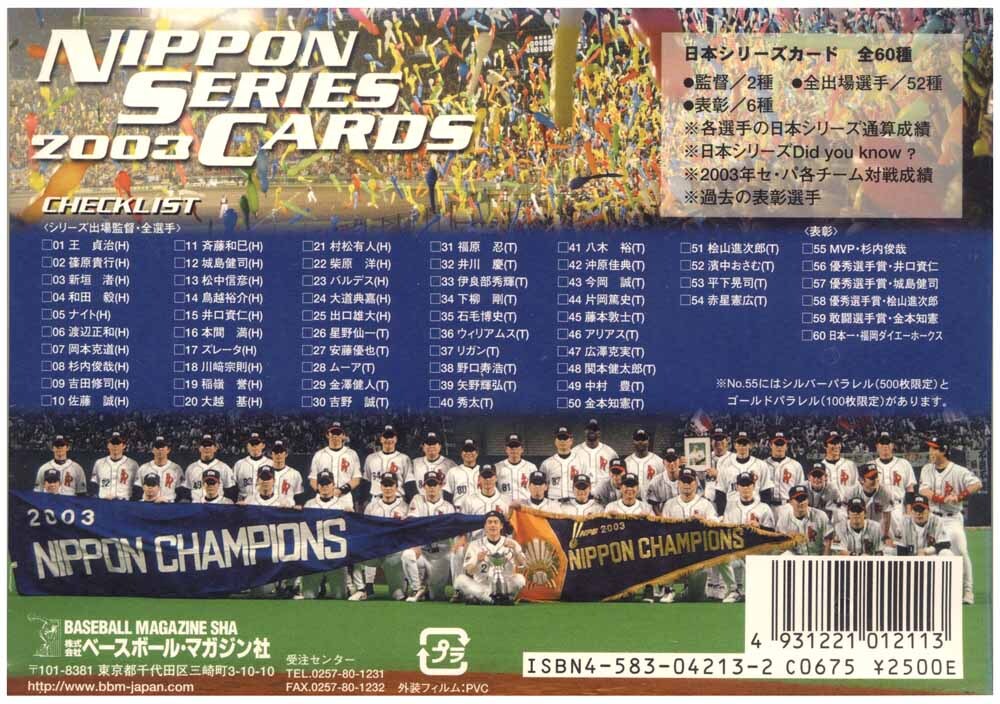 NIPPON
SERIES
2003 CARDS
日本シリーズカード 全60種
●監督/2種 ●全出場選手/52種
●表彰/6種
※各選手の日本シリーズ通算成績
※日本シリーズDid you know ?
※2003年セ・パ各チーム対戦成績
※過去の表彰選手
CHECKLIST
〈シリーズ出場監督・全選手〉
□01 王 貞治(H)
□02 篠原貴行(H)
□03 新垣 渚(H)
□04 和田 毅(H)
□05 ナイト(H)
□06 渡辺正和(H)
□07 岡本克道(H)
□08 杉内俊哉(H)
□09 吉田修司(H)
□10 佐藤 誠(H)
□11 斉藤和巳(H)
□12 城島健司(H)
□13 松中信彦(H)
□14 鳥越裕介(H)
□15 井口資仁(H)
□16 本間 満(H)
□17 ズレータ(H)
□18 川﨑宗則(H)
□19 稲嶺 誉(H)
□20 大越 基(H)
□21 村松有人(H)
□22 柴原 洋(H)
□23 バルデス(H)
□24 大道典嘉(H)
□25 出口雄大(H)
□26 星野仙一(T)
□27 安藤優也(T)
□28 ムーア(T)
□29 金澤健人(T)
□30 吉野 誠(T)
□31 福原 忍(T)
□32 井川 慶(T)
□33 伊良部秀輝(T)
□34 下柳 剛(T)
□35 石毛博史(T)
□36 ウィリアムス(T)
□37 リガン(T)
□38 野口寿浩(T)
□39 矢野輝弘(T)
□40 秀太(T)
□41 八木 裕(T)
□42 沖原佳典(T)
□43 今岡 誠(T)
□44 片岡篤史(T)
□45 藤本敦士(T)
□46 アリアス(T)
□47 広澤克実(T)
□48 関本健太郎(T)
□49 中村 豊(T)
□50 金本知憲(T)
□51 桧山進次郎(T)
□52 濱中おさむ(T)
□53 平下晃司(T)
□54 赤星憲広(T)
〈表彰〉
□55 MVP・杉内俊哉
□56 優秀選手賞・井口資仁
□57 優秀選手賞・城島健司
□58 優秀選手賞・桧山進次郎
□59 敢闘選手賞・金本知憲
□60 日本一・福岡ダイエーホークス
※No.55にはシルバーパラレル(500枚限定)と
ゴールドパラレル(100枚限定)があります。
2003
NIPPON CHAMPIONS
2003
NIPPON CHAMPIONS
BASEBALL MAGAZINE SHA
株式会社 ベースボール・マガジン社
〒101-8381 東京都千代田区三崎町3-10-10
http://www.bbm-japan.com
受注センター
TEL.0257-80-1231
FAX.0257-80-1232
プラ
外装フィルム:PVC
4 931221 012113
ISBN4-583-04213-2 C0675 ¥2500E